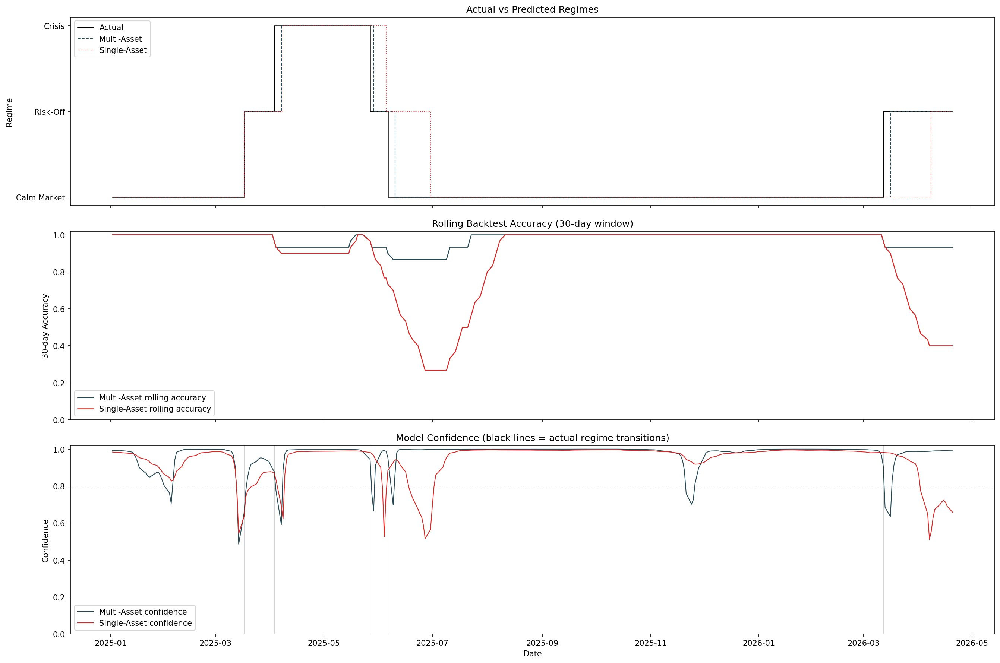 Actual vs Predicted Regimes
Crisis
Risk-Off
Calm Market
Regime
Actual
Multi-Asset
Single-Asset
Rolling Backtest Accuracy (30-day window)
1.0
0.8
0.6
0.4
0.2
0.0
30-day Accuracy
Multi-Asset rolling accuracy
Single-Asset rolling accuracy
Model Confidence (black lines = actual regime transitions)
1.0
0.8
0.6
0.4
0.2
0.0
Confidence
Multi-Asset confidence
Single-Asset confidence
2025-01 2025-03 2025-05 2025-07 2025-09 2025-11 2026-01 2026-03 2026-05
Date